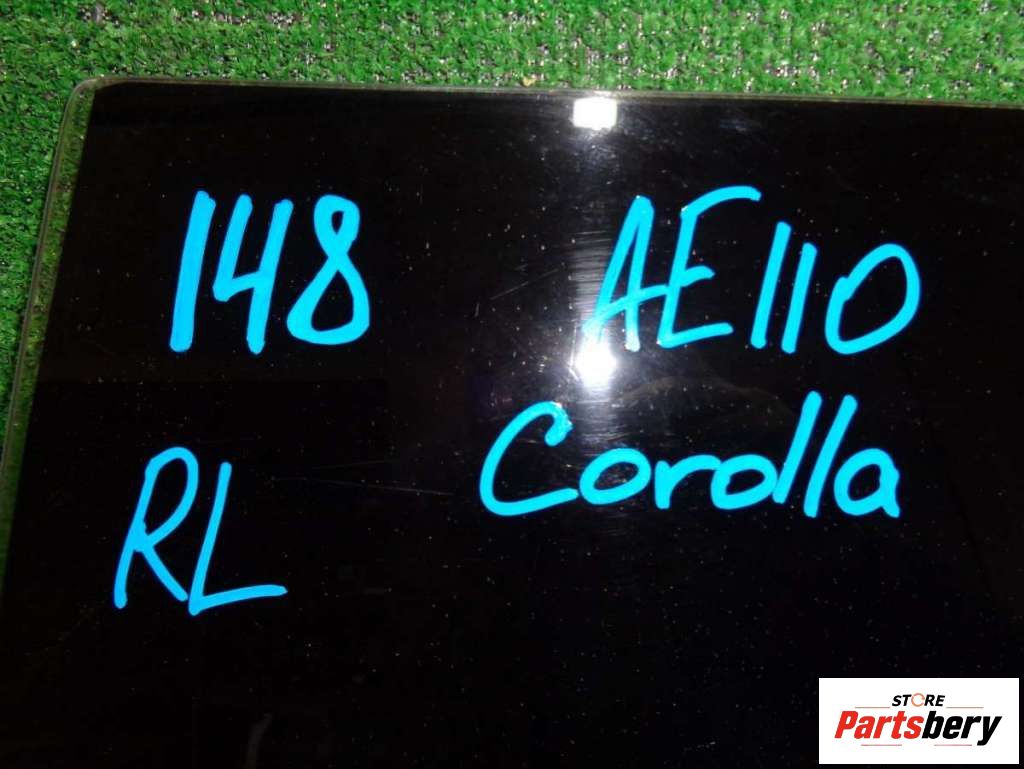 148 AE110
RL Corolla
STORE
Partsbery